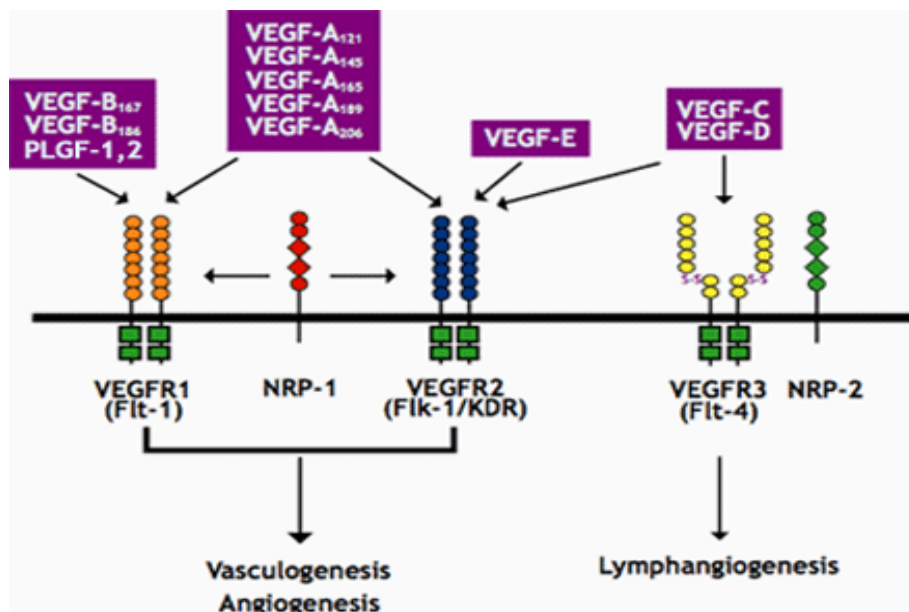 VEGF-A₁₂₁
VEGF-A₁₄₅
VEGF-A₁₆₅
VEGF-A₁₈₉
VEGF-A₂₀₆
VEGF-B₁₆₇
VEGF-B₁₈₆
PLGF-1,2
VEGF-E
VEGF-C
VEGF-D
S-S
S-S
VEGFR1
(Flt-1)
NRP-1
VEGFR2
(Flk-1/KDR)
VEGFR3
(Flt-4)
NRP-2
Vasculogenesis
Angiogenesis
Lymphangiogenesis